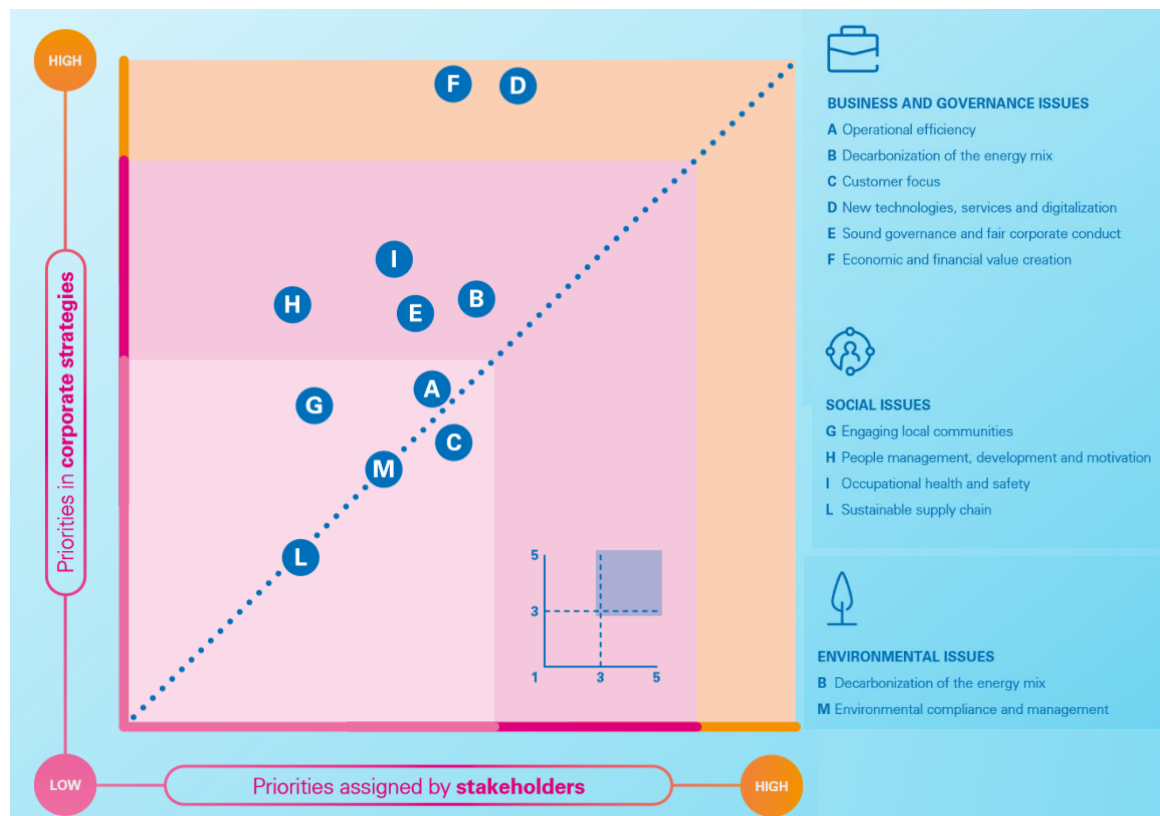 HIGH
Priorities in corporate strategies
LOW
F
D
I
H
B
E
A
G
C
M
L
5
3
1
3
5
Priorities assigned by stakeholders
HIGH
BUSINESS AND GOVERNANCE ISSUES
A Operational efficiency
B Decarbonization of the energy mix
C Customer focus
D New technologies, services and digitalization
E Sound governance and fair corporate conduct
F Economic and financial value creation
SOCIAL ISSUES
G Engaging local communities
H People management, development and motivation
I Occupational health and safety
L Sustainable supply chain
ENVIRONMENTAL ISSUES
B Decarbonization of the energy mix
M Environmental compliance and management